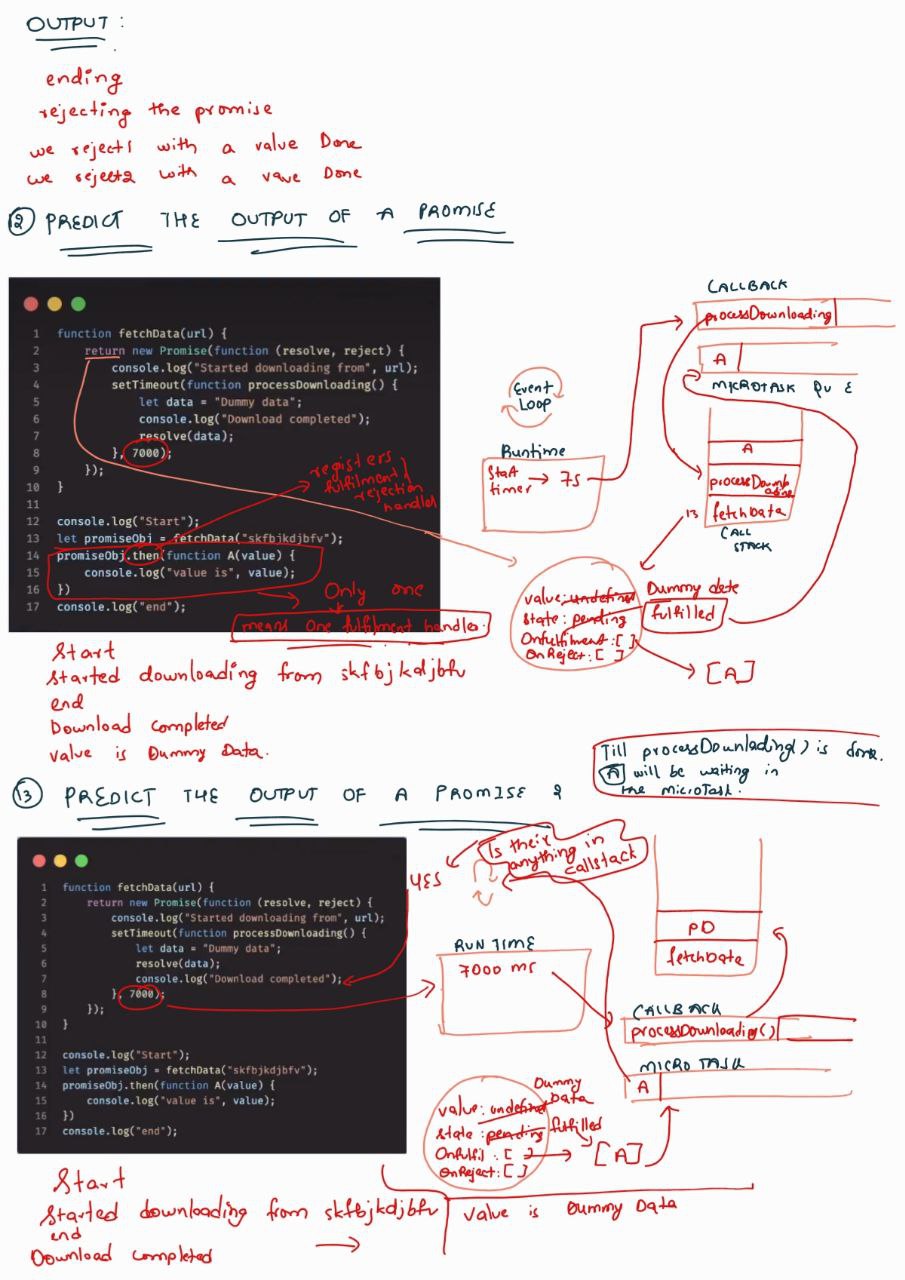 OUTPUT :
ending
rejecting the promise
we reject1 with a value Done
we reject2 with a vave Done
12 PREDICT THE OUTPUT OF A PROMISE
1 function fetchData(url) {
2 return new Promise(function (resolve, reject) {
3 console.log("Started downloading from", url);
4 setTimeout(function processDownloading() {
5 let data = "Dummy data";
6 console.log("Download completed");
7 resolve(data);
8 }, 7000);
9 });
10 }
11
12 console.log("Start");
13 let promiseObj = fetchData("skfbjkdjbfv");
14 promiseObj.then(function A(value) {
15 console.log("value is", value);
16 })
17 console.log("end");
registers
fulfilment /
rejection
handler
Only one
means one fulfilment handler.
CALLBACK
processDownloading
A
MICROTASK QU E
Event
LOOP
Runtime
Start
timer → 7s
A
processDownl
fetchData
CALL
STACK
13
value: undefined Dummy date
State: pending fulfilled
Onfulfilment: [ ]
OnReject: [ ]
[A]
Start
Started downloading from skfbjkdjbfv
end
Download completed
value is Dummy Data.
Till processDownloading() is done.
A will be waiting in
the microTask.
13 PREDICT THE OUTPUT OF A PROMISE 2
1 function fetchData(url) {
2 return new Promise(function (resolve, reject) {
3 console.log("Started downloading from", url);
4 setTimeout(function processDownloading() {
5 let data = "Dummy data";
6 resolve(data);
7 console.log("Download completed");
8 }, 7000);
9 });
10 }
11
12 console.log("Start");
13 let promiseObj = fetchData("skfbjkdjbfv");
14 promiseObj.then(function A(value) {
15 console.log("value is", value);
16 })
17 console.log("end");
Is their
anything in
callstack
YES
RUN TIME
7000 ms
PD
fetchData
CALLBACK
processDownloading()
MICRO TASK
A
Dummy
value: undefined Data
State: pending fulfilled
Onfulfil : [ ] → [A]
OnReject: [ ]
Start
Started downloading from skfbjkdjbfv
end
Download completed →
value is Dummy Data